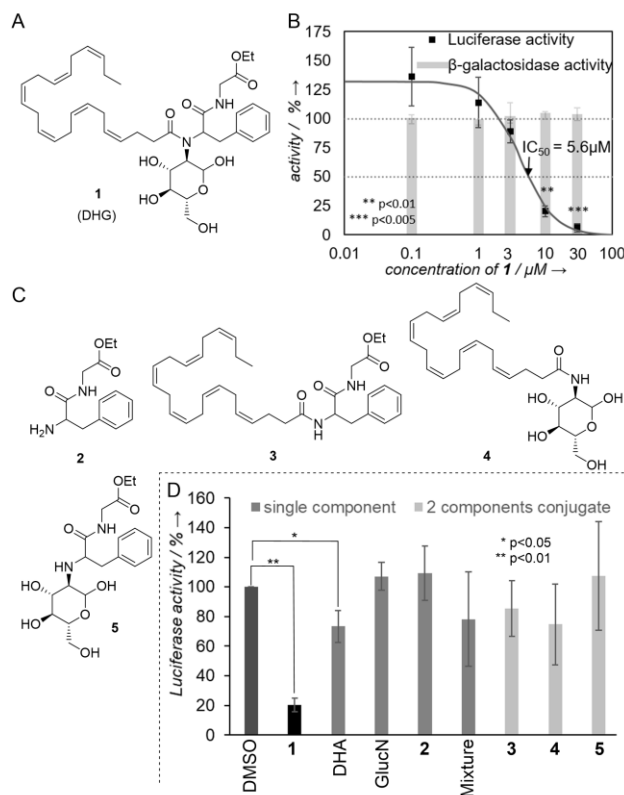 A
OEt
O
O
NH
O
N
HO
OH
HO
O
OH
1
(DHG)
B
175
150
125
100
75
50
25
0
activity / % →
Luciferase activity
β-galactosidase activity
IC50 = 5.6µM
**
***
** p<0.01
*** p<0.005
0.01
0.1
1
3
10
30
100
concentration of 1 / µM →
C
OEt
O
NH
O
H2N
2
OEt
O
O
NH
O
N
H
3
4
O
NH
HO
OH
HO
O
OH
OEt
O
O
NH
HN
HO
OH
HO
O
OH
5
D
160
140
120
100
80
60
40
20
0
Luciferase activity / % →
single component
2 components conjugate
*
**
* p<0.05
** p<0.01
DMSO
1
DHA
GlucN
2
Mixture
3
4
5